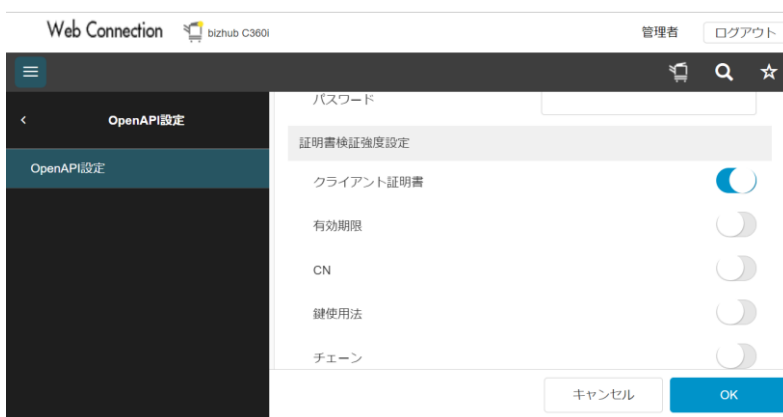 Web Connection bizhub C360i 管理者 ログアウト
OpenAPI設定
OpenAPI設定
パスワード
証明書検証強度設定
クライアント証明書
有効期限
CN
鍵使用法
チェーン
キャンセル OK